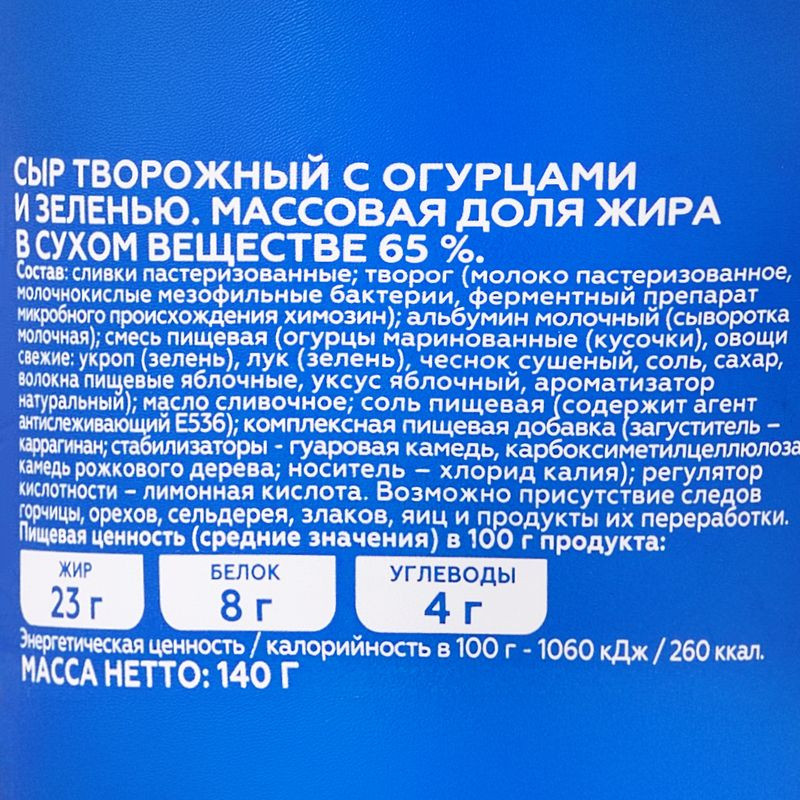 СЫР ТВОРОЖНЫЙ С ОГУРЦАМИ
И ЗЕЛЕНЬЮ. МАССОВАЯ ДОЛЯ ЖИРА
В СУХОМ ВЕЩЕСТВЕ 65 %.
Состав: сливки пастеризованные; творог (молоко пастеризованное,
молочнокислые мезофильные бактерии, ферментный препарат
микробного происхождения химозин); альбумин молочный (сыворотка
молочная); смесь пищевая (огурцы маринованные (кусочки), овощи
свежие: укроп (зелень), лук (зелень), чеснок сушеный, соль, сахар,
волокна пищевые яблочные, уксус яблочный, ароматизатор
натуральный); масло сливочное; соль пищевая (содержит агент
антислеживающий Е536); комплексная пищевая добавка (загуститель –
каррагинан; стабилизаторы - гуаровая камедь, карбоксиметилцеллюлоза
камедь рожкового дерева; носитель – хлорид калия); регулятор
кислотности – лимонная кислота. Возможно присутствие следов
горчицы, орехов, сельдерея, злаков, яиц и продукты их переработки.
Пищевая ценность (средние значения) в 100 г продукта:
ЖИР БЕЛОК УГЛЕВОДЫ
23 г 8 г 4 г
Энергетическая ценность / калорийность в 100 г - 1060 кДж / 260 ккал.
МАССА НЕТТО: 140 Г